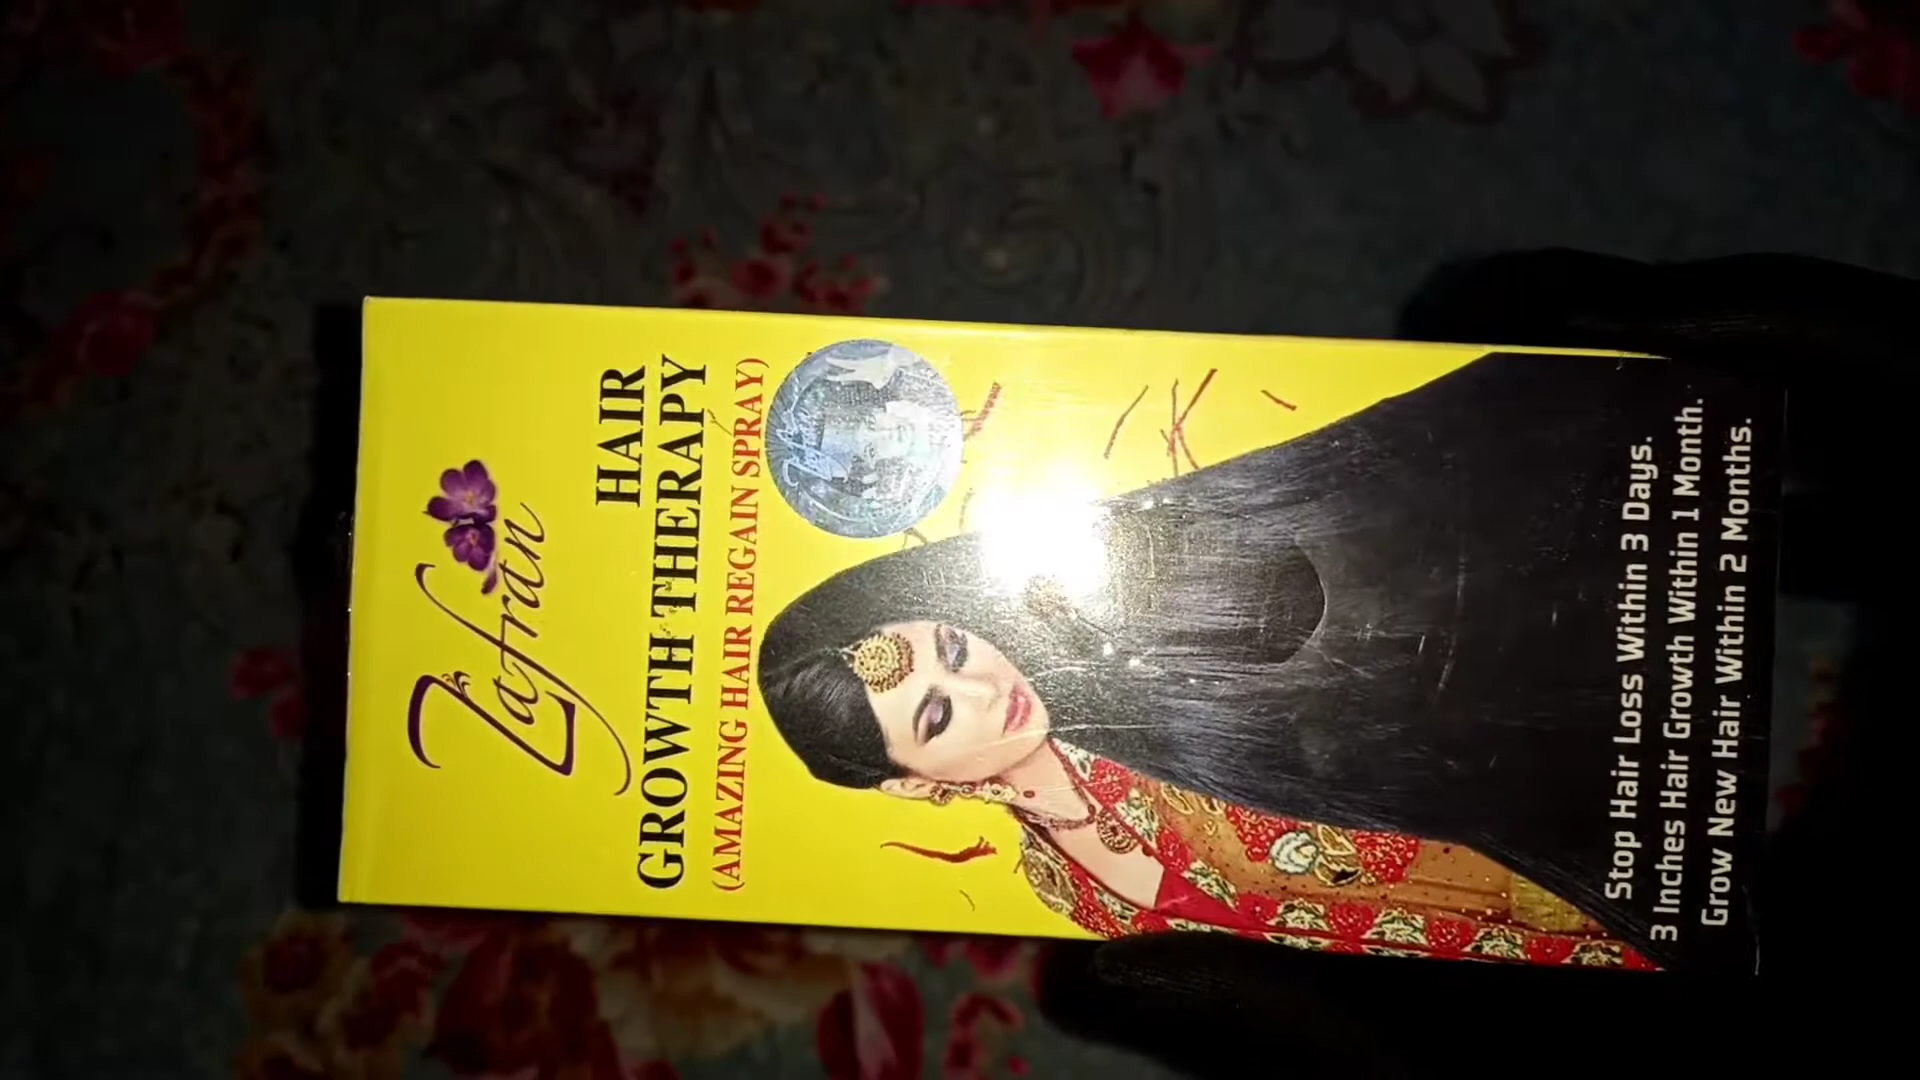 Zafran
HAIR
GROWTH THERAPY
(AMAZING HAIR REGAIN SPRAY)
Stop Hair Loss Within 3 Days.
3 Inches Hair Growth Within 1 Month.
Grow New Hair Within 2 Months.